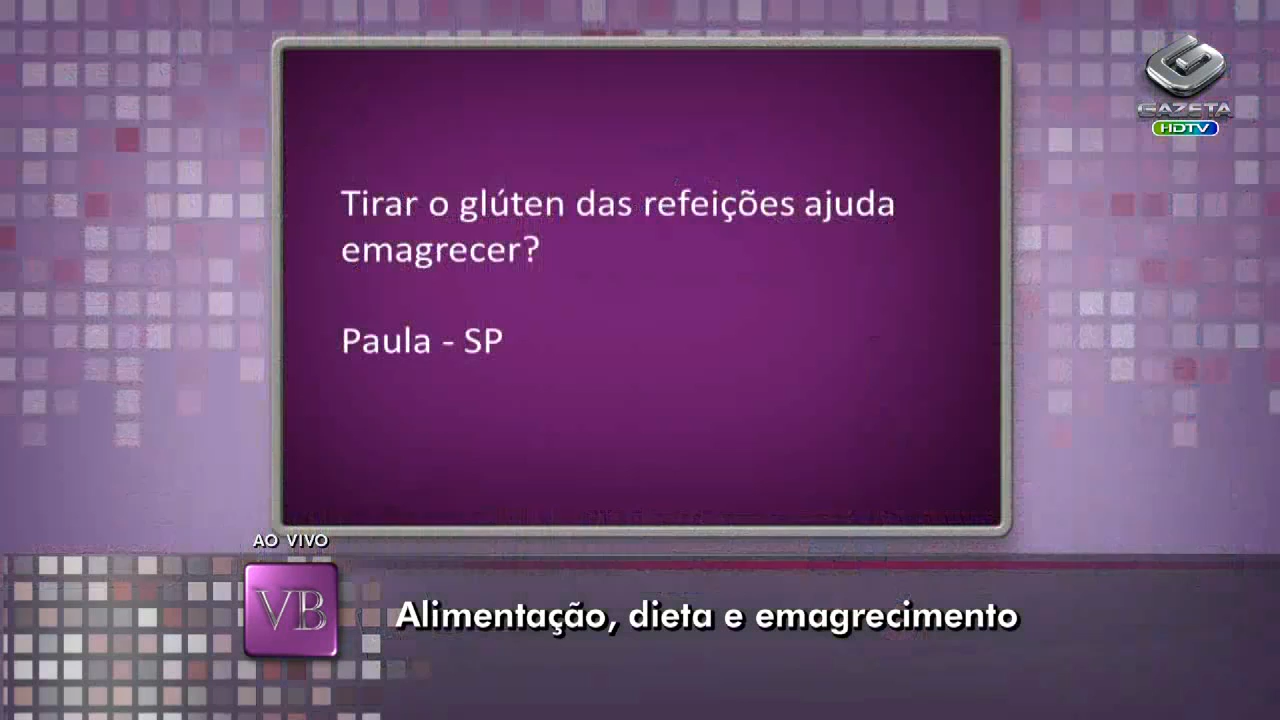 GAZETA
HDTV
Tirar o glúten das refeições ajuda
emagrecer?
Paula - SP
AO VIVO
VB
Alimentação, dieta e emagrecimento